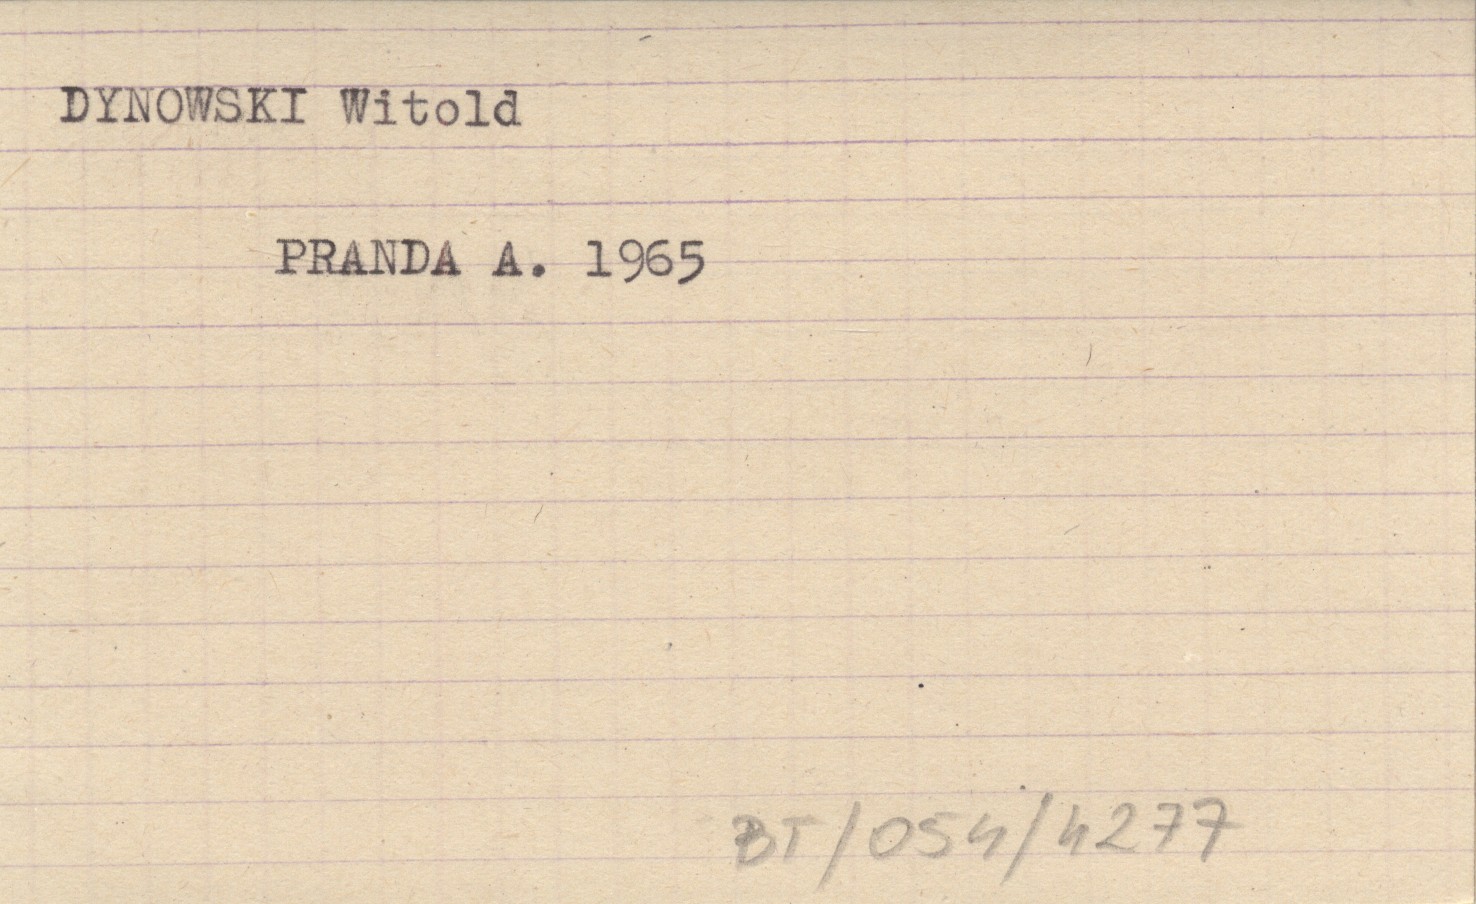 DYNOWSKI Witold
PRANDA A. 1965
BT/054/4277